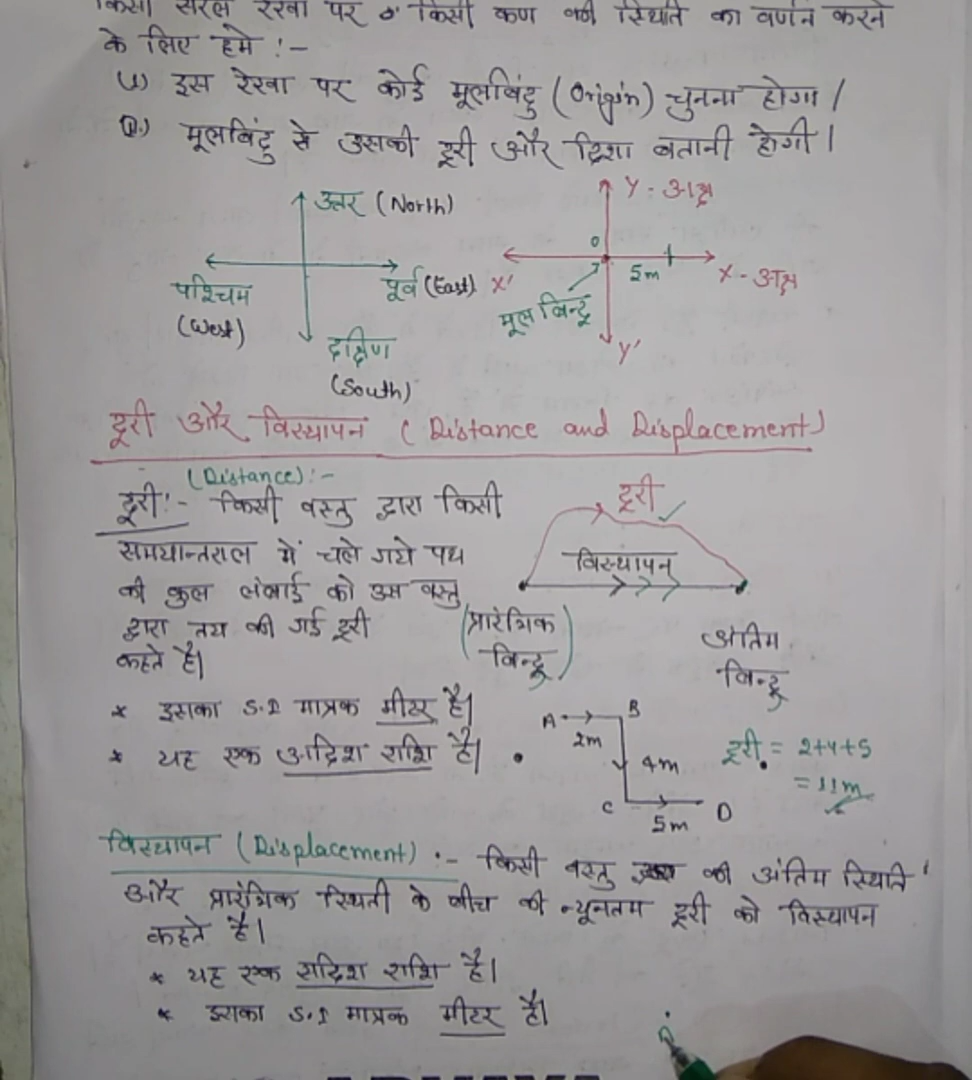 किसी सरल रेखा पर किसी कण की स्थिति का वर्णन करने
के लिए हमे :-
(1) इस रेखा पर कोई मूलबिंदु (Origin) चुनना होगा।
मूलबिंदु से उसकी दूरी और दिशा बतानी होगी।
उत्तर (North)
पश्चिम
(West)
पूर्व (East)
दक्षिण
(South)
Y - अक्ष
0
5m
X'
X - अक्ष
मूल बिन्दू
Y'
दूरी और विस्थापन (Distance and Displacement)
(Distance) :-
दूरी :- किसी वस्तु द्वारा किसी
समयान्तराल में चले गये पथ
की कुल लंबाई को उस वस्तु
द्वारा तय की गई दूरी
कहते है।
दूरी
विस्थापन
(प्रारंभिक
बिन्दू)
अंतिम
बिन्दू
* इसका S.I मात्रक मीटर है।
* यह एक अदिश राशि है।
A
B
2m
4m
C
5m
D
दूरी = 2+4+5
= 11m
विस्थापन (Displacement) :- किसी वस्तु की अंतिम स्थिति
और प्रारंभिक स्थिती के बीच की न्यूनतम दूरी को विस्थापन
कहते है।
* यह एक सदिश राशि है।
* इसका S.I मात्रक मीटर है।